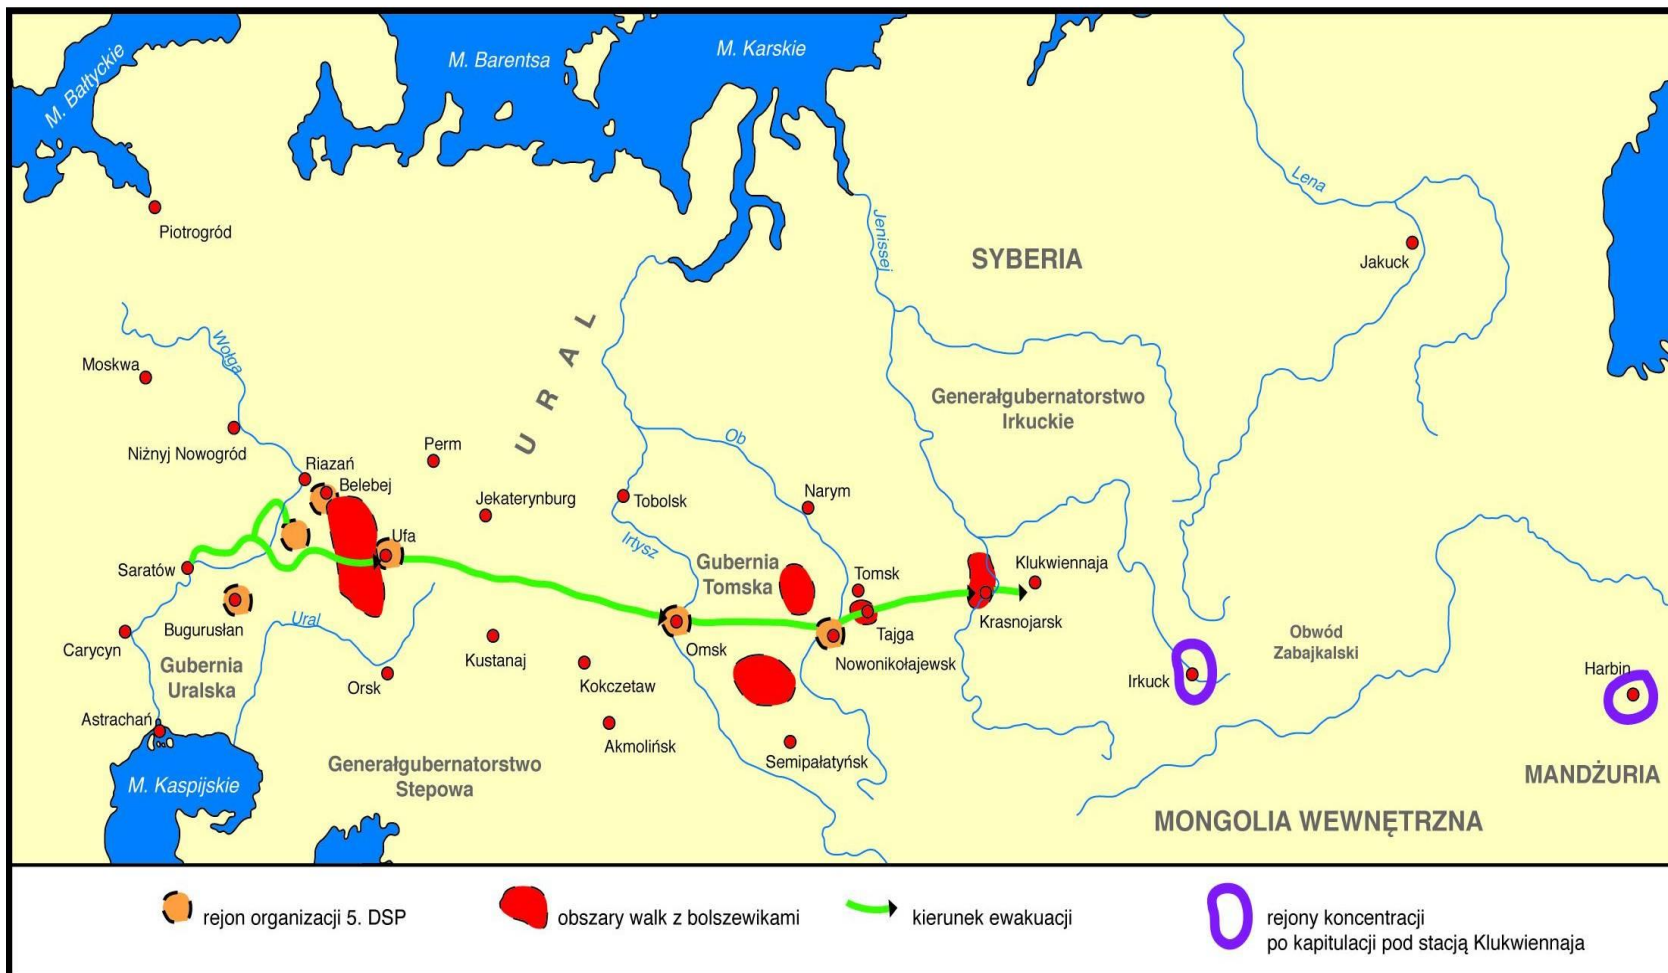 M. Bałtyckie
M. Barentsa
M. Karskie
Piotrogród
Lena
Jenissej
SYBERIA
Jakuck
Wołga
Moskwa
URAL
Generałgubernatorstwo
Irkuckie
Niżnyj Nowogród
Perm
Ob
Riazań
Belebej
Jekaterynburg
Tobolsk
Narym
Ufa
Irtysz
Saratów
Gubernia
Tomska
Tomsk
Klukwiennaja
Bugurusłan
Ural
Carycyn
Gubernia
Uralska
Orsk
Kustanaj
Omsk
Tajga
Nowonikołajewsk
Krasnojarsk
Obwód
Zabajkalski
Kokczetaw
Irkuck
Harbin
Astrachań
Akmolińsk
Semipałatyńsk
M. Kaspijskie
Generałgubernatorstwo
Stepowa
MANDŻURIA
MONGOLIA WEWNĘTRZNA
rejon organizacji 5. DSP
obszary walk z bolszewikami
kierunek ewakuacji
rejony koncentracji
po kapitulacji pod stacją Klukwiennaja